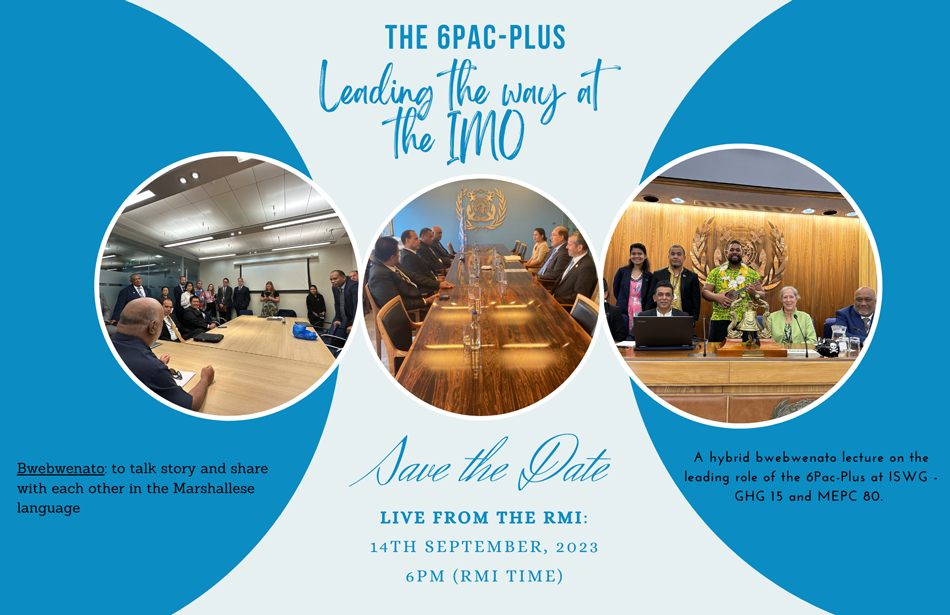 THE 6PAC-PLUS
Leading the way at
the IMO
Bwebwenato: to talk story and share
with each other in the Marshallese
language
Save the Date
LIVE FROM THE RMI:
14TH SEPTEMBER, 2023
6PM (RMI TIME)
A hybrid bwebwenato lecture on the
leading role of the 6Pac-Plus at ISWG -
GHG 15 and MEPC 80.